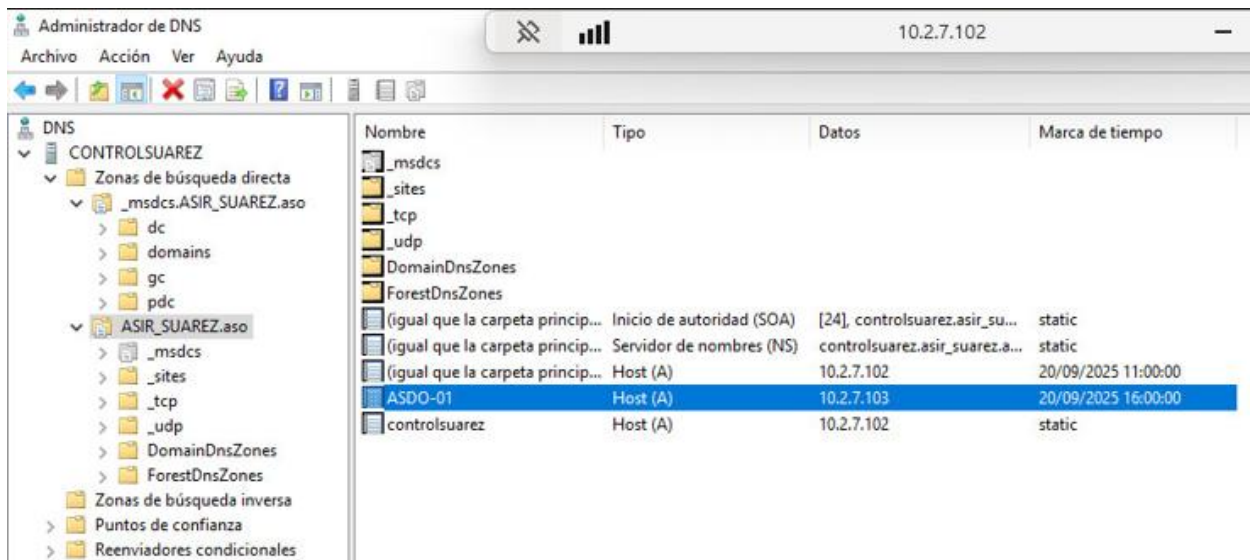 Administrador de DNS
10.2.7.102
Archivo Acción Ver Ayuda
DNS
CONTROLSUAREZ
Zonas de búsqueda directa
_msdcs.ASIR_SUAREZ.aso
dc
domains
gc
pdc
ASIR_SUAREZ.aso
_msdcs
_sites
_tcp
_udp
DomainDnsZones
ForestDnsZones
Zonas de búsqueda inversa
Puntos de confianza
Reenviadores condicionales
Nombre Tipo Datos Marca de tiempo
_msdcs
_sites
_tcp
_udp
DomainDnsZones
ForestDnsZones
(igual que la carpeta princip... Inicio de autoridad (SOA) [24], controlsuarez.asir_su... static
(igual que la carpeta princip... Servidor de nombres (NS) controlsuarez.asir_suarez.a... static
(igual que la carpeta princip... Host (A) 10.2.7.102 20/09/2025 11:00:00
ASDO-01 Host (A) 10.2.7.103 20/09/2025 16:00:00
controlsuarez Host (A) 10.2.7.102 static